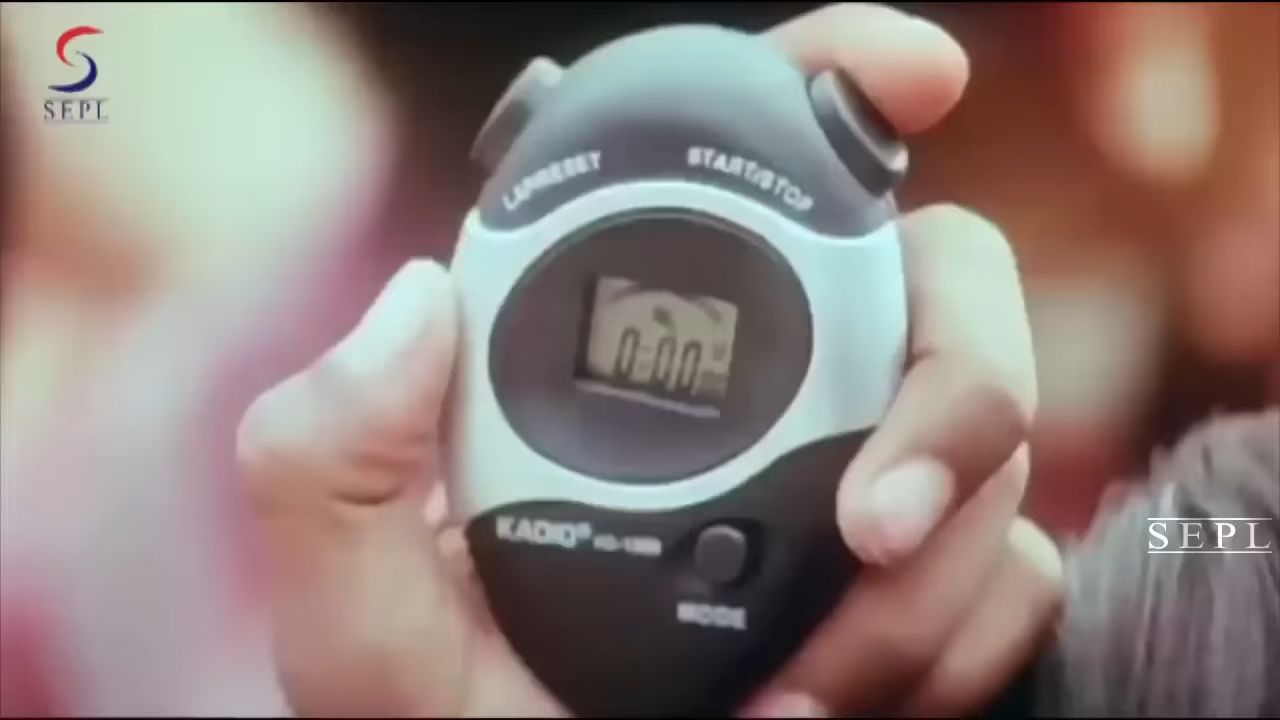 SEPL
LAP/RESET START/STOP
0:00
KADIO®
MODE
SEPL